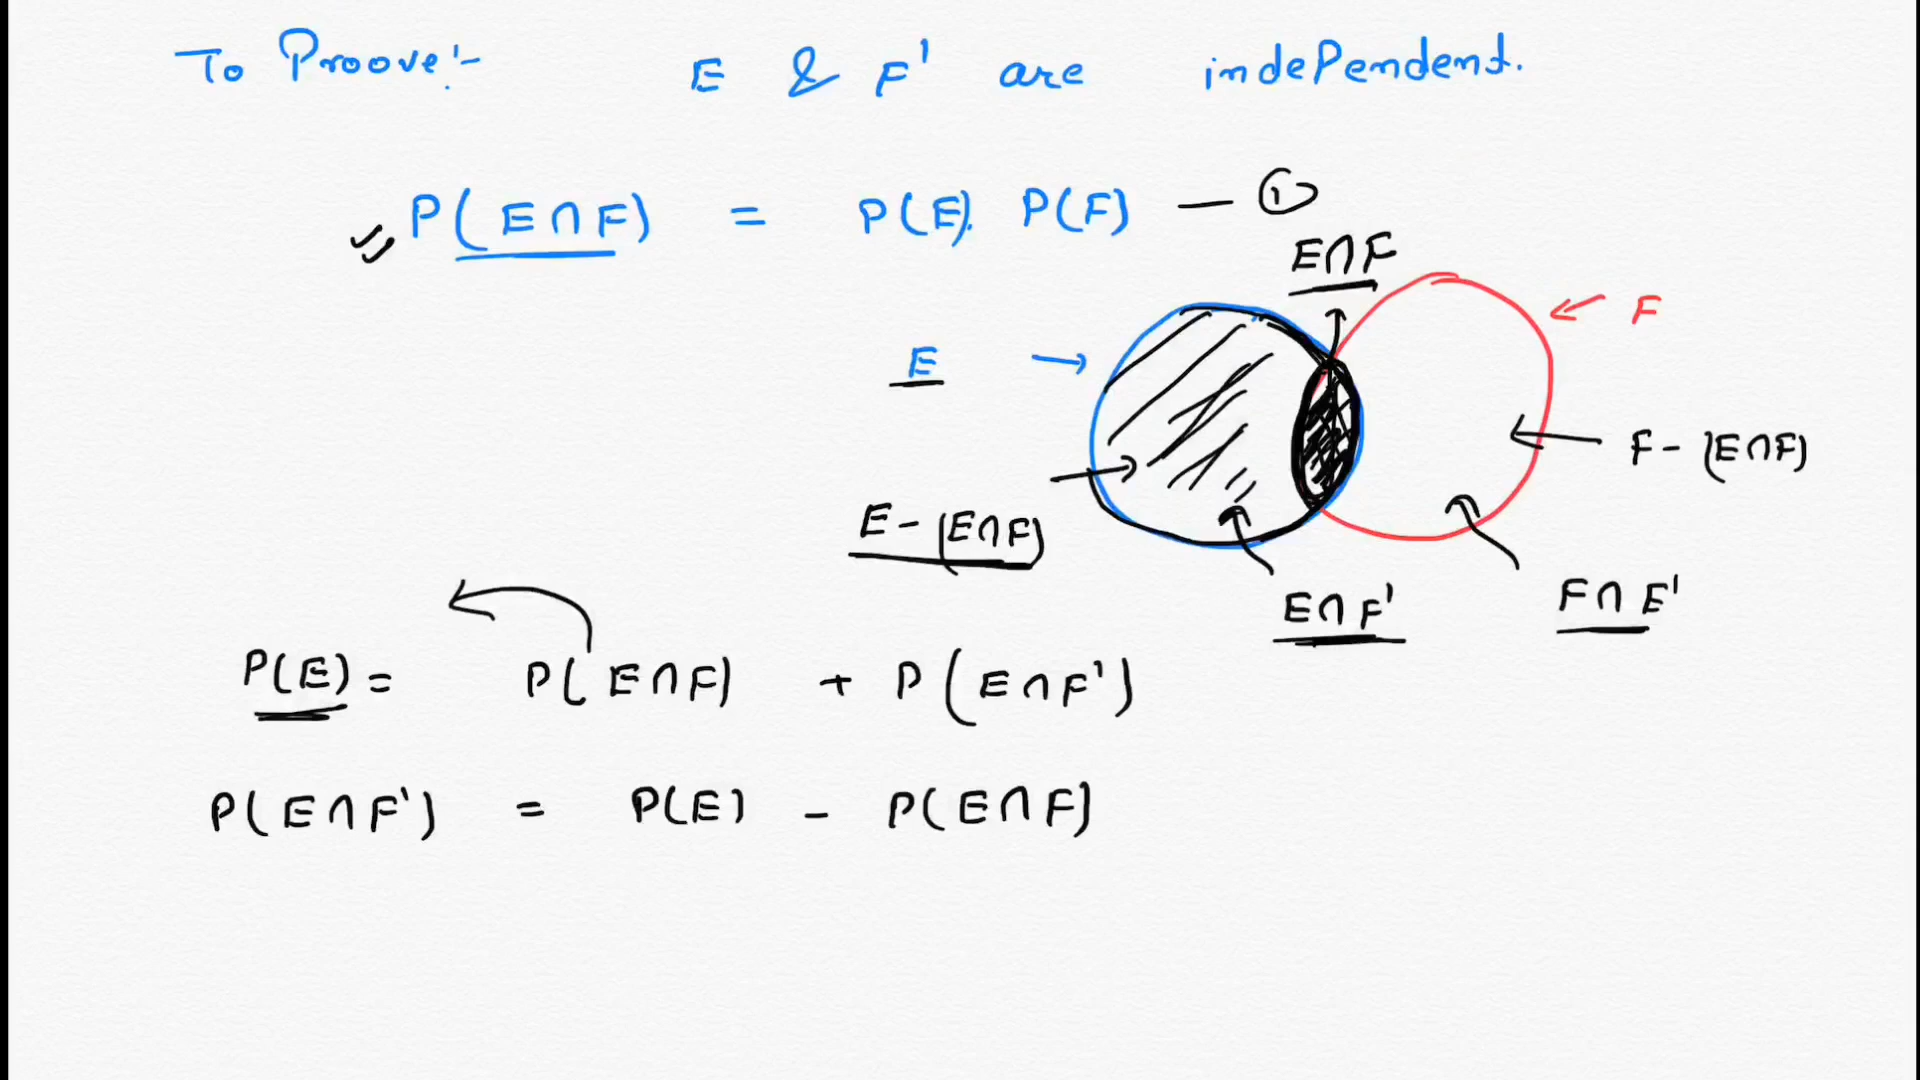 To Proove:- E & F' are independent.
P(E∩F) = P(E). P(F) — ①
E∩F
F
E
F - (E∩F)
E - (E∩F)
E∩F'
F∩E'
P(E) = P(E∩F) + P(E∩F')
P(E∩F') = P(E) - P(E∩F)